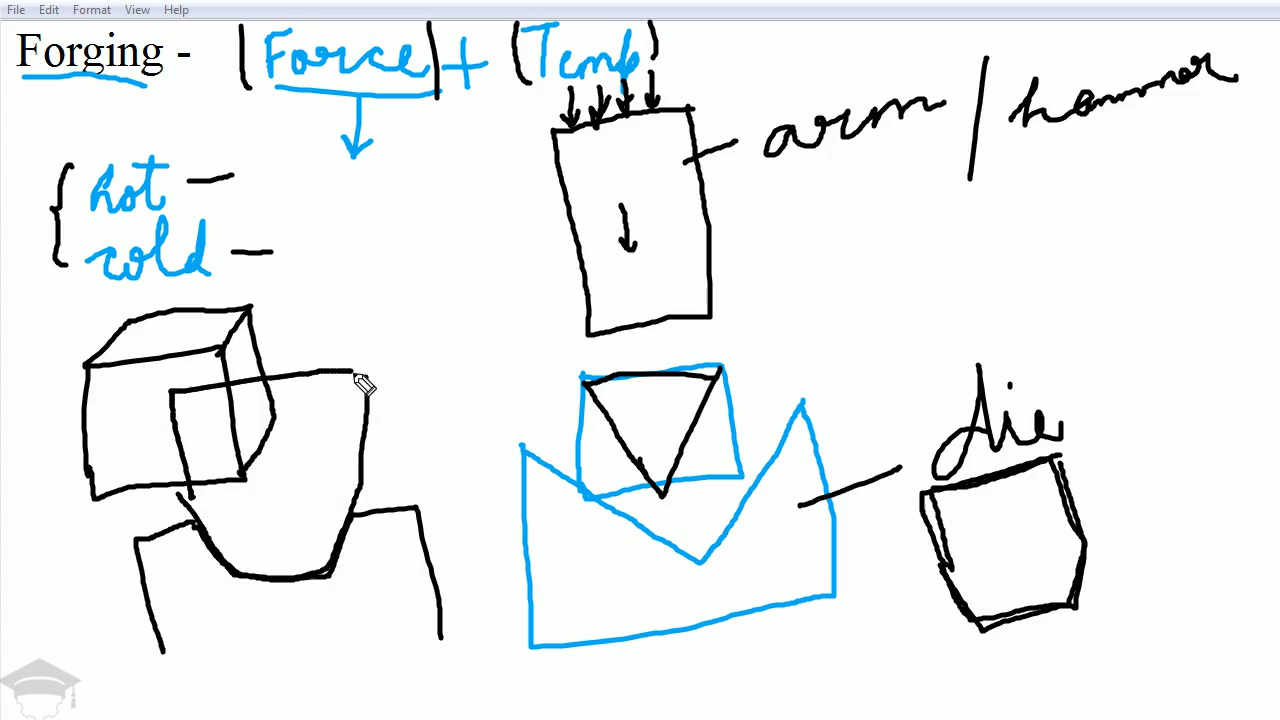 File Edit Format View Help
Forging - (Force) + (Temp)
arm / hammer
hot -
cold -
die